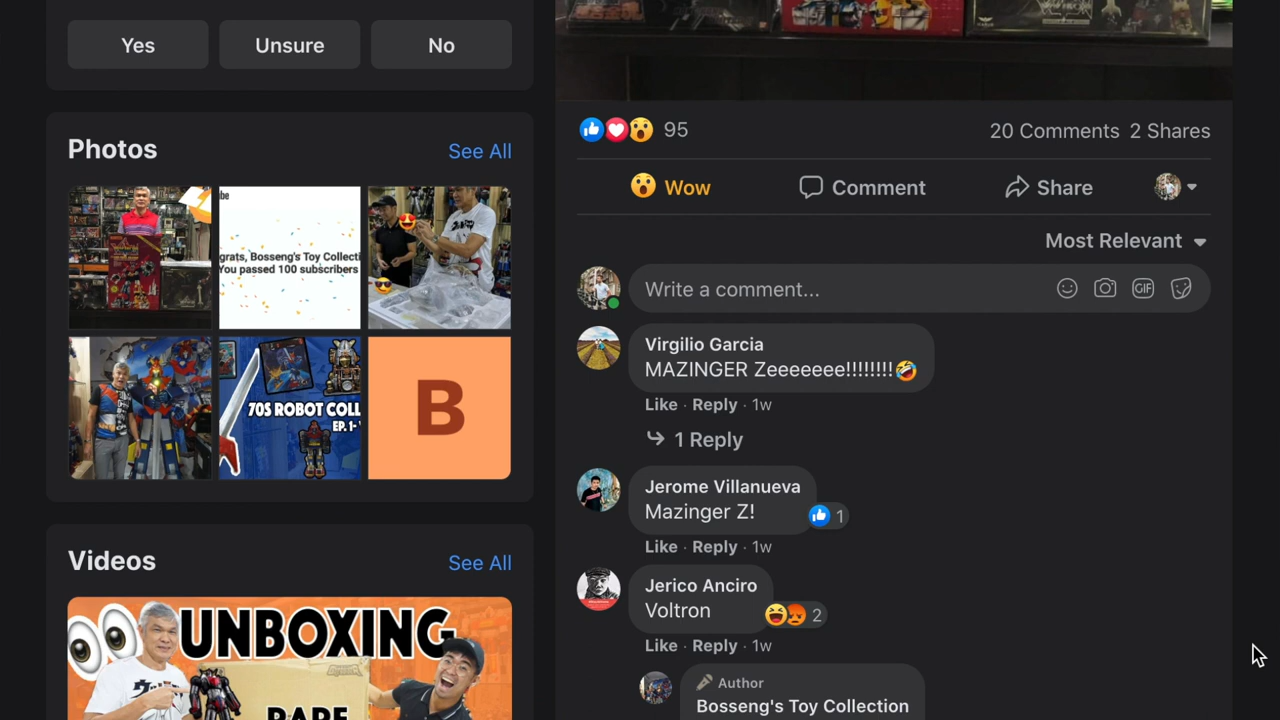 Yes
Unsure
No
Photos
See All
be
grats, Bosseng's Toy Collecti
You passed 100 subscribers
70S ROBOT COLL
EP. 1-
B
Videos
See All
UNBOXING
RARE
95
20 Comments 2 Shares
Wow
Comment
Share
Most Relevant
Write a comment...
GIF
Virgilio Garcia
MAZINGER Zeeeeeee!!!!!!!!🤣
Like · Reply · 1w
1 Reply
Jerome Villanueva
Mazinger Z!
1
Like · Reply · 1w
Jerico Anciro
Voltron
2
Like · Reply · 1w
Author
Bosseng's Toy Collection